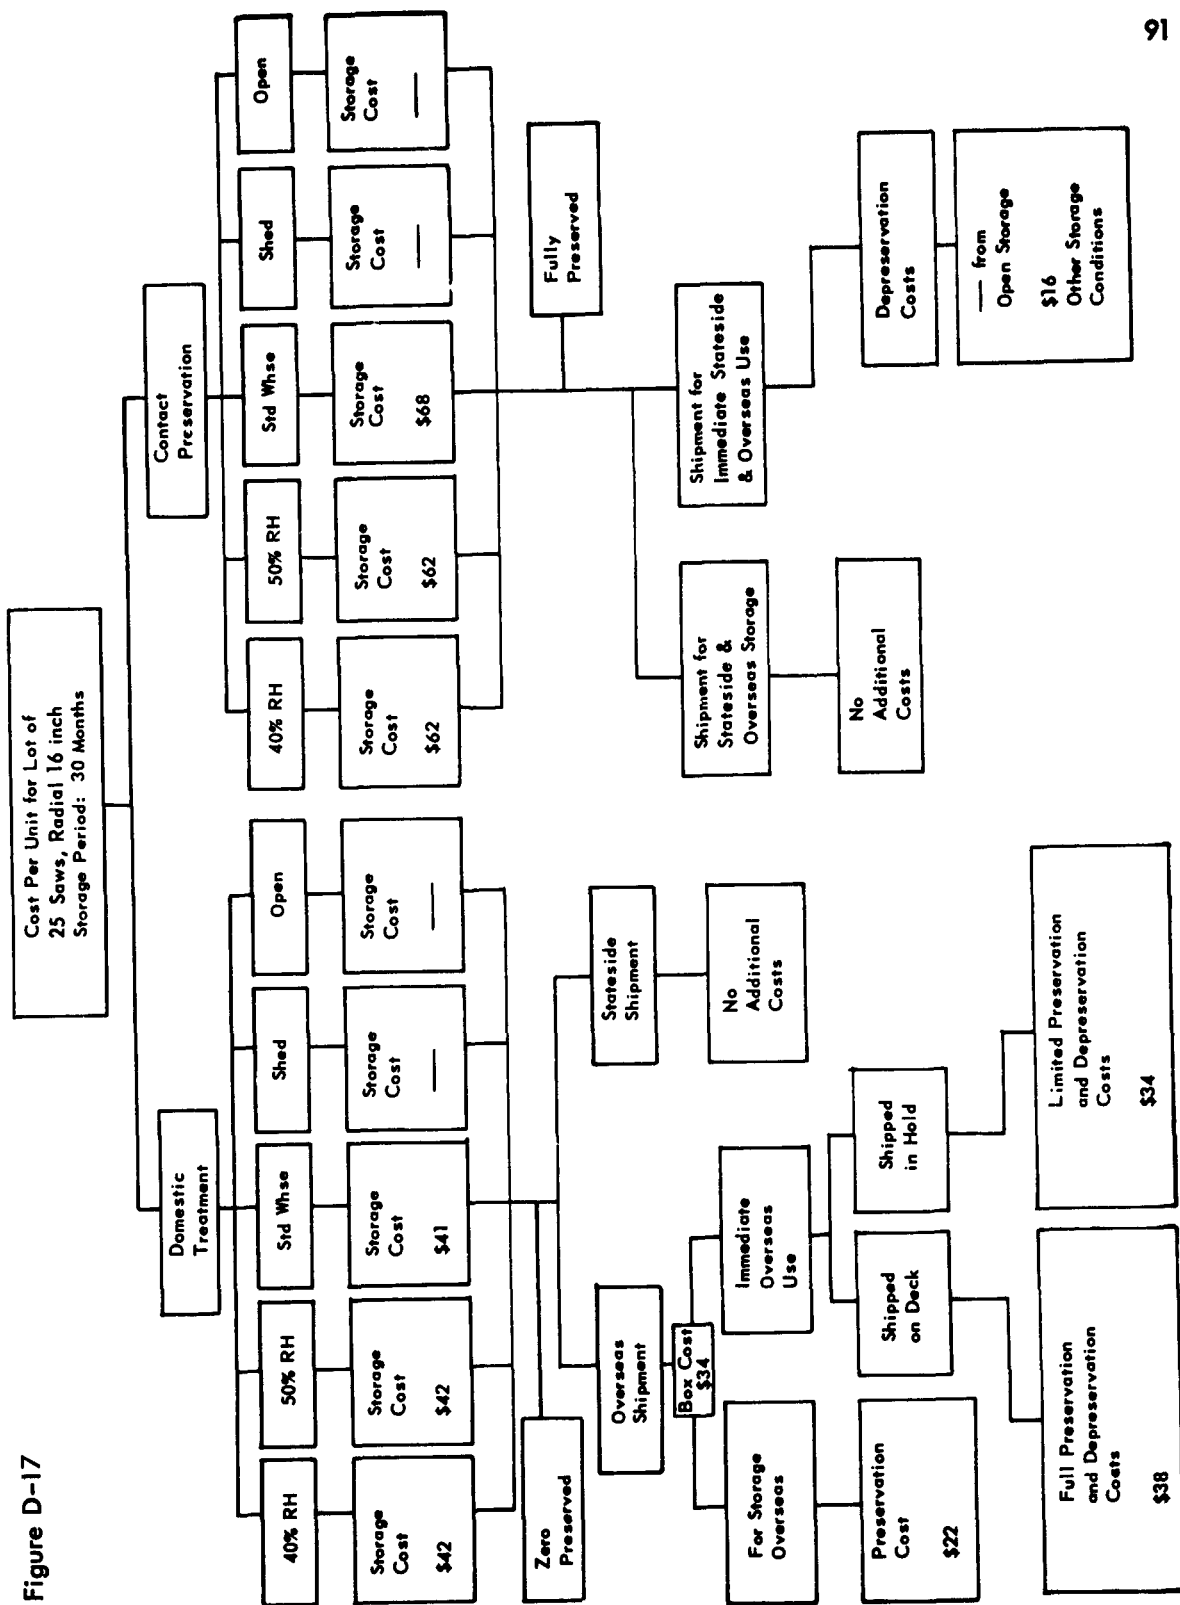 Figure D-17
Cost Per Unit for Lot of
25 Saws, Radial 16 inch
Storage Period: 30 Months
Domestic
Treatment
40% RH
50% RH
Std Whse
Shed
Open
Storage
Cost
$42
Storage
Cost
$42
Storage
Cost
$41
Storage
Cost
—
Storage
Cost
—
Zero
Preserved
Overseas
Shipment
Stateside
Shipment
No
Additional
Costs
Box Cost
$34
For Storage
Overseas
Immediate
Overseas
Use
Preservation
Cost
$22
Shipped
on Deck
Shipped
in Hold
Full Preservation
and Depreservation
Costs
$38
Limited Preservation
and Depreservation
Costs
$34
Contact
Preservation
40% RH
50% RH
Std Whse
Shed
Open
Storage
Cost
$62
Storage
Cost
$62
Storage
Cost
$68
Storage
Cost
—
Storage
Cost
—
Fully
Preserved
Shipment for
Stateside &
Overseas Storage
Shipment for
Immediate Stateside
& Overseas Use
No
Additional
Costs
Depreservation
Costs
— from
Open Storage
$16
Other Storage
Conditions
91